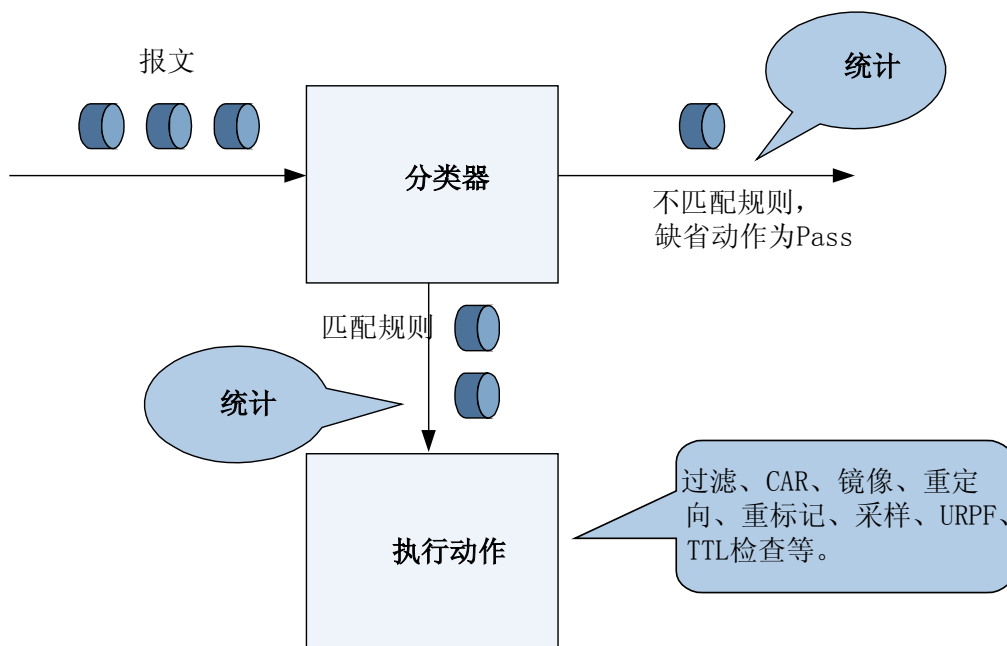 报文
统计
分类器
不匹配规则，
缺省动作为Pass
匹配规则
统计
过滤、CAR、镜像、重定
向、重标记、采样、URPF、
TTL检查等。
执行动作